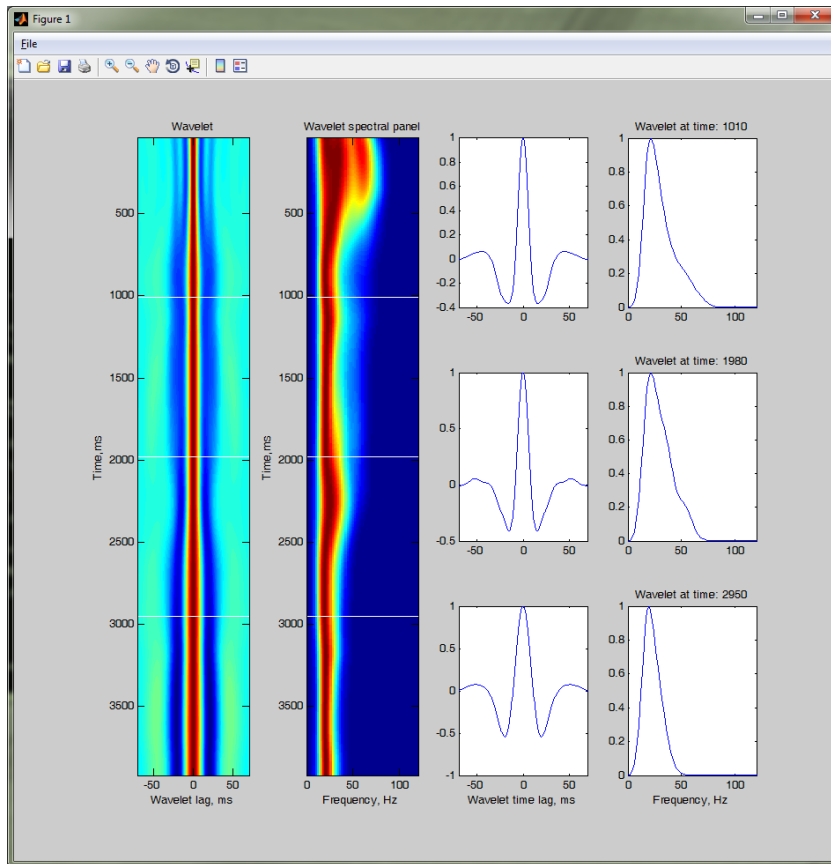 Figure 1
File
Wavelet
Wavelet spectral panel
Wavelet at time: 1010
500
1000
1500
2000
2500
3000
3500
Time,ms
-50 0 50
Wavelet lag, ms
500
1000
1500
2000
2500
3000
3500
Time,ms
0 50 100
Frequency, Hz
1
0.8
0.6
0.4
0.2
0
-0.2
-0.4
-50 0 50
1
0.8
0.6
0.4
0.2
0
0 50 100
Wavelet at time: 1980
1
0.5
0
-0.5
-50 0 50
1
0.8
0.6
0.4
0.2
0
0 50 100
Wavelet at time: 2950
1
0.5
0
-0.5
-1
-50 0 50
Wavelet time lag, ms
1
0.8
0.6
0.4
0.2
0
0 50 100
Frequency, Hz